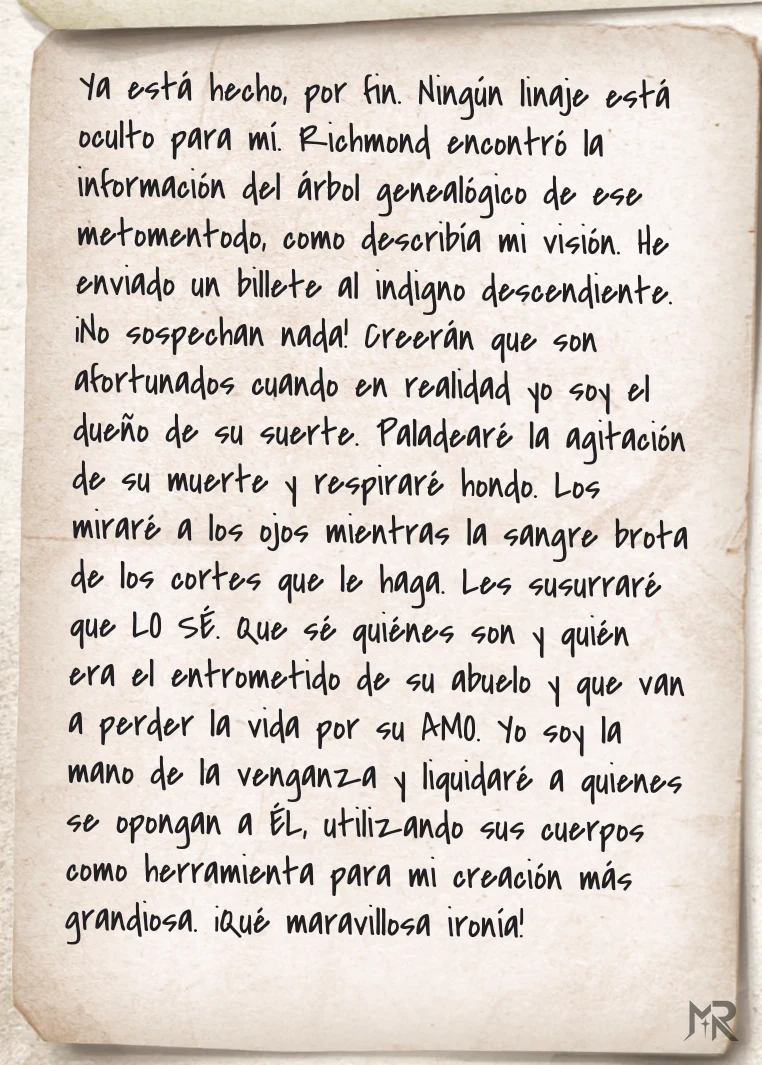 Ya está hecho, por fin. Ningún linaje está
oculto para mí. Richmond encontró la
información del árbol genealógico de ese
metomentodo, como describía mi visión. He
enviado un billete al indigno descendiente.
¡No sospechan nada! Creerán que son
afortunados cuando en realidad yo soy el
dueño de su suerte. Paladearé la agitación
de su muerte y respiraré hondo. Los
miraré a los ojos mientras la sangre brota
de los cortes que le haga. Les susurraré
que LO SÉ. Que sé quiénes son y quién
era el entrometido de su abuelo y que van
a perder la vida por su AMO. Yo soy la
mano de la venganza y liquidaré a quienes
se opongan a ÉL, utilizando sus cuerpos
como herramienta para mi creación más
grandiosa. ¡Qué maravillosa ironía!
MR